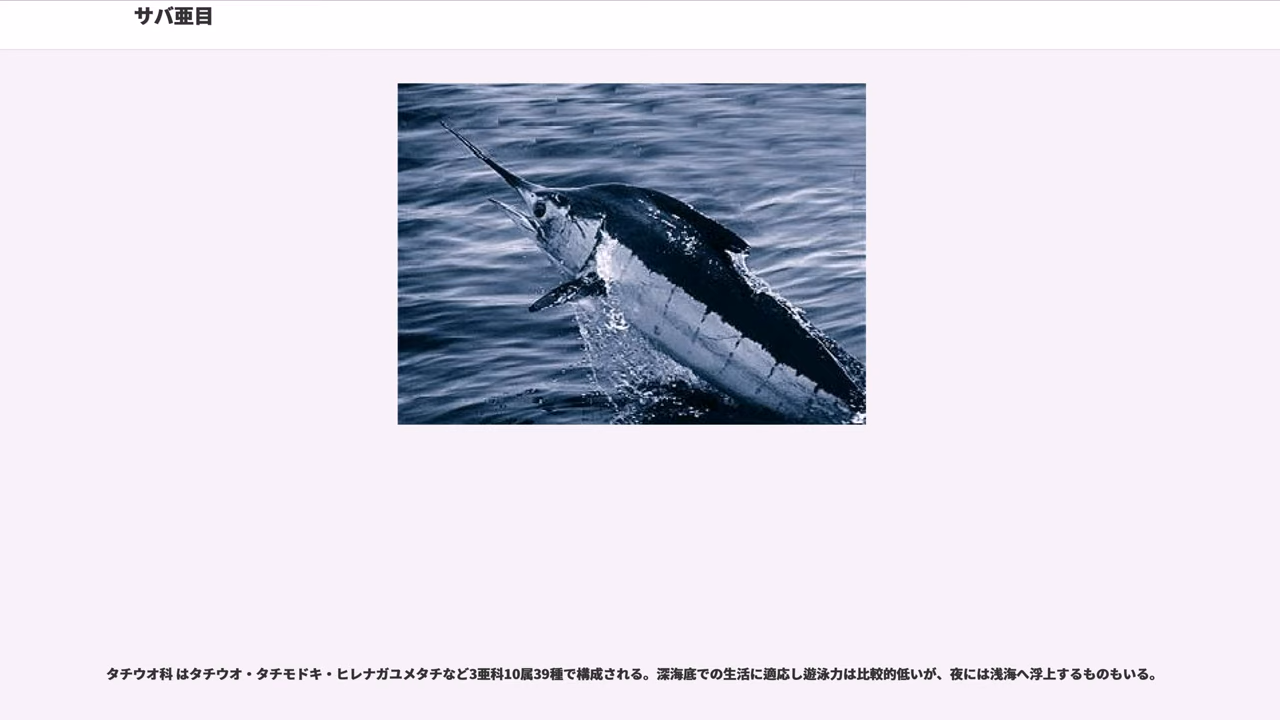 サバ亜目
タチウオ科 はタチウオ・タチモドキ・ヒレナガユメタチなど3亜科10属39種で構成される。深海底での生活に適応し遊泳力は比較的低いが、夜には浅海へ浮上するものもいる。